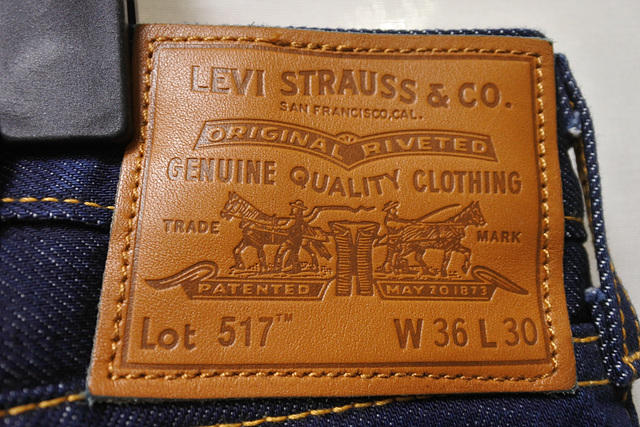 LEVI STRAUSS & CO.
SAN FRANCISCO, CAL.
ORIGINAL RIVETED
GENUINE QUALITY CLOTHING
TRADE MARK
PATENTED MAY 20 1873
Lot 517™ W 36 L 30